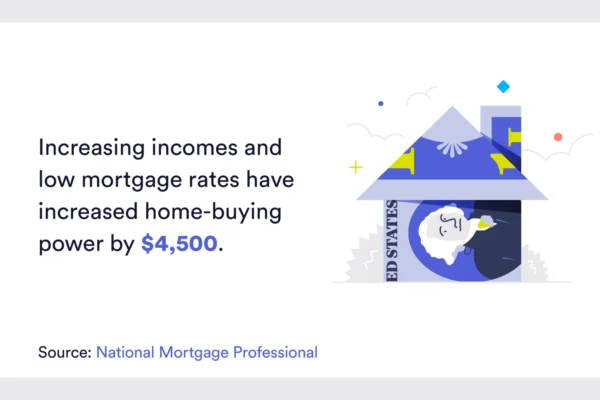 Increasing incomes and
low mortgage rates have
increased home-buying
power by $4,500.
ED STATES
Source: National Mortgage Professional